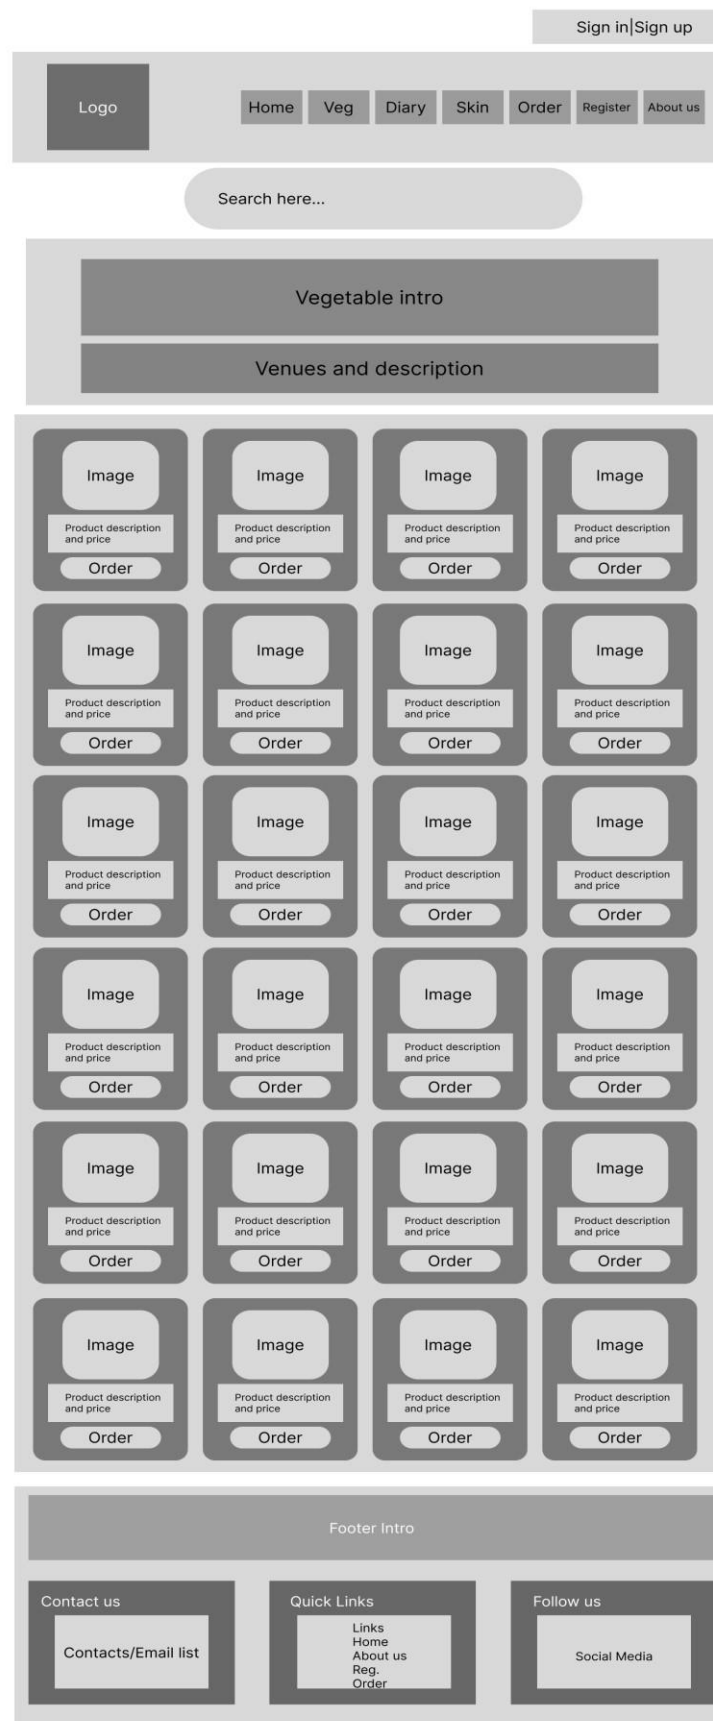 Sign in|Sign up
Logo
Home Veg Diary Skin Order Register About us
Search here...
Vegetable intro
Venues and description
Image Image Image Image
Product description Product description Product description Product description
and price and price and price and price
Order Order Order Order
Image Image Image Image
Product description Product description Product description Product description
and price and price and price and price
Order Order Order Order
Image Image Image Image
Product description Product description Product description Product description
and price and price and price and price
Order Order Order Order
Image Image Image Image
Product description Product description Product description Product description
and price and price and price and price
Order Order Order Order
Image Image Image Image
Product description Product description Product description Product description
and price and price and price and price
Order Order Order Order
Image Image Image Image
Product description Product description Product description Product description
and price and price and price and price
Order Order Order Order
Footer Intro
Contact us
Contacts/Email list
Quick Links
Links
Home
About us
Reg.
Order
Follow us
Social Media